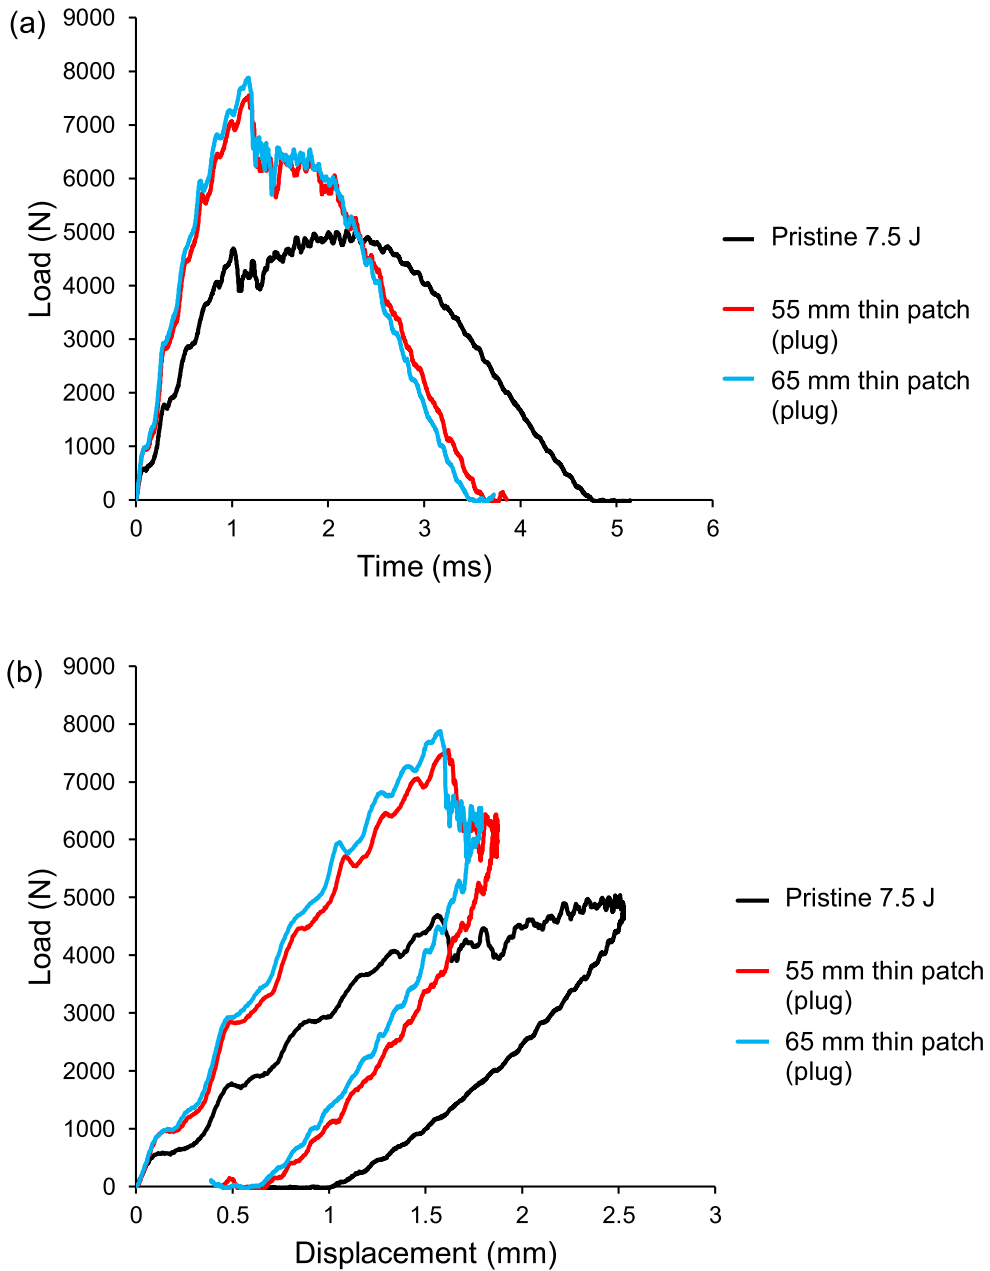 (a)
9000
8000
7000
6000
5000
4000
3000
2000
1000
0
Load (N)
0 1 2 3 4 5 6
Time (ms)
Pristine 7.5 J
55 mm thin patch
(plug)
65 mm thin patch
(plug)
(b)
9000
8000
7000
6000
5000
4000
3000
2000
1000
0
Load (N)
0 0.5 1 1.5 2 2.5 3
Displacement (mm)
Pristine 7.5 J
55 mm thin patch
(plug)
65 mm thin patch
(plug)